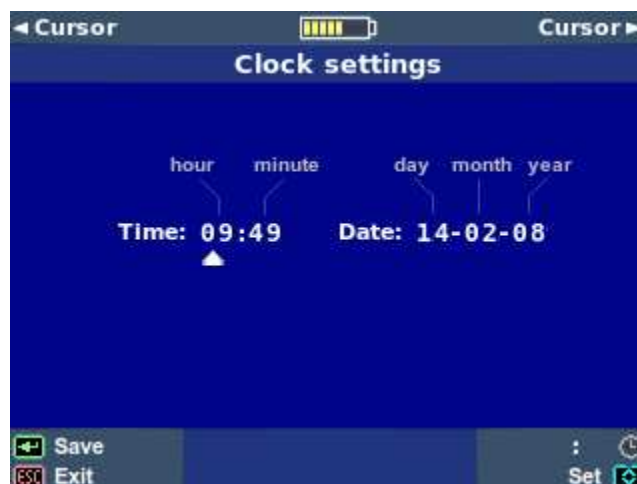 ◄Cursor Cursor►
Clock settings
hour minute day month year
Time: 09:49 Date: 14-02-08
Save :
ESC Exit Set